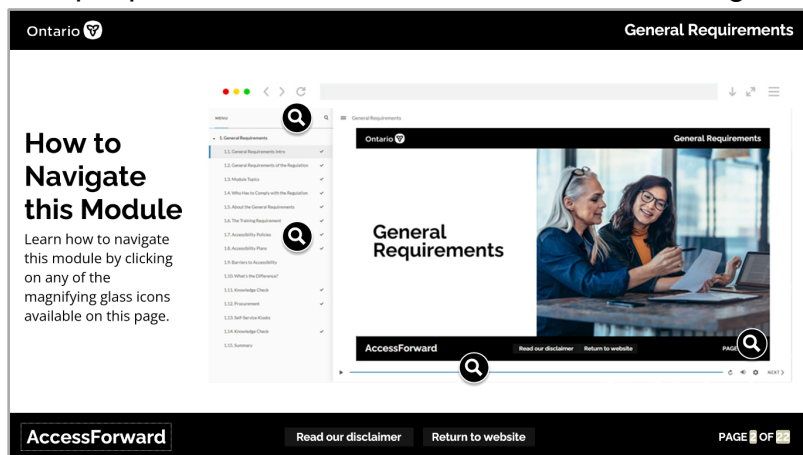 Ontario
General Requirements
How to
Navigate
this Module
Learn how to navigate
this module by clicking
on any of the
magnifying glass icons
available on this page.
MENU
1. General Requirements
1.1. General Requirements Intro
1.2. General Requirements of the Regulation
1.3. Module Topics
1.4. Who Has to Comply with the Regulation
1.5. About the General Requirements
1.6. The Training Requirement
1.7. Accessibility Policies
1.8. Accessibility Plans
1.9. Barriers to Accessibility
1.10. What's the Difference?
1.11. Knowledge Check
1.12. Procurement
1.13. Self-Service Kiosks
1.14. Knowledge Check
1.15. Summary
General Requirements
Ontario
General Requirements
General
Requirements
AccessForward
Read our disclaimer
Return to website
NEXT
AccessForward
Read our disclaimer
Return to website
PAGE 2 OF 22